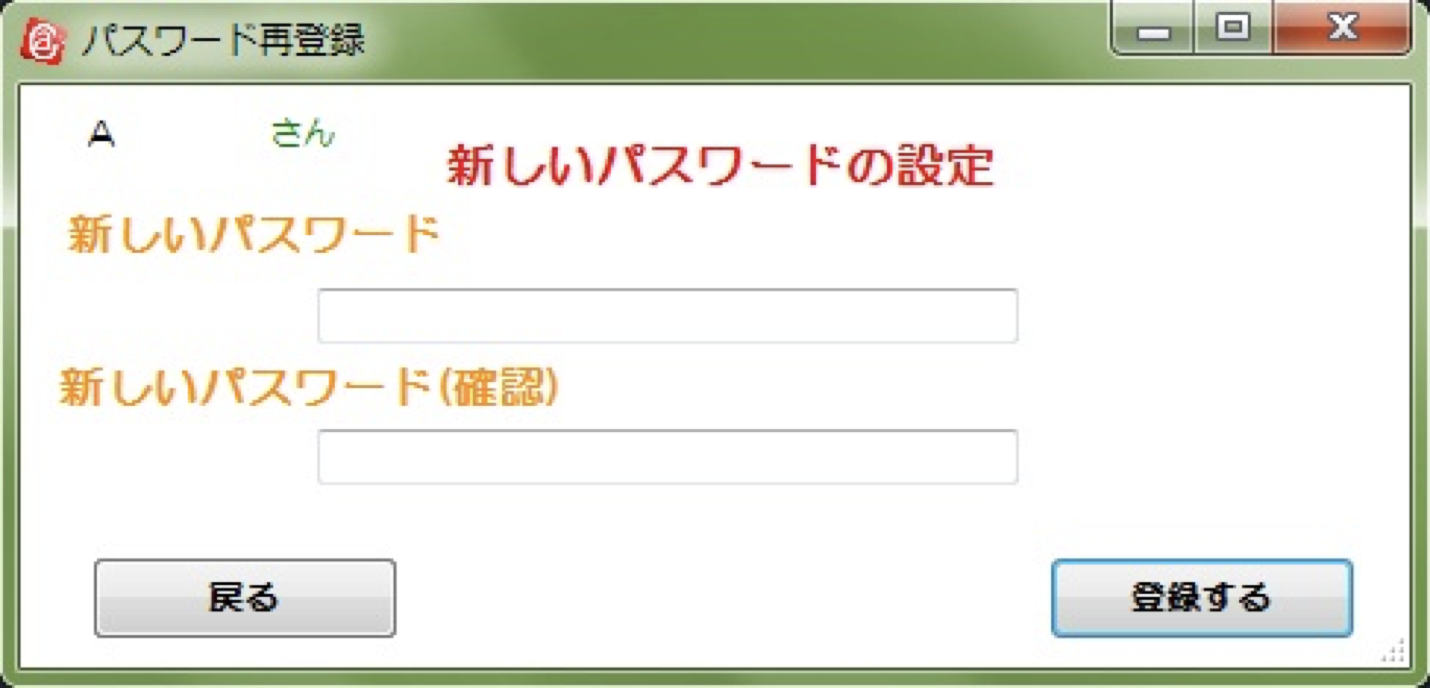 パスワード再登録
A さん
新しいパスワードの設定
新しいパスワード
新しいパスワード(確認)
戻る
登録する